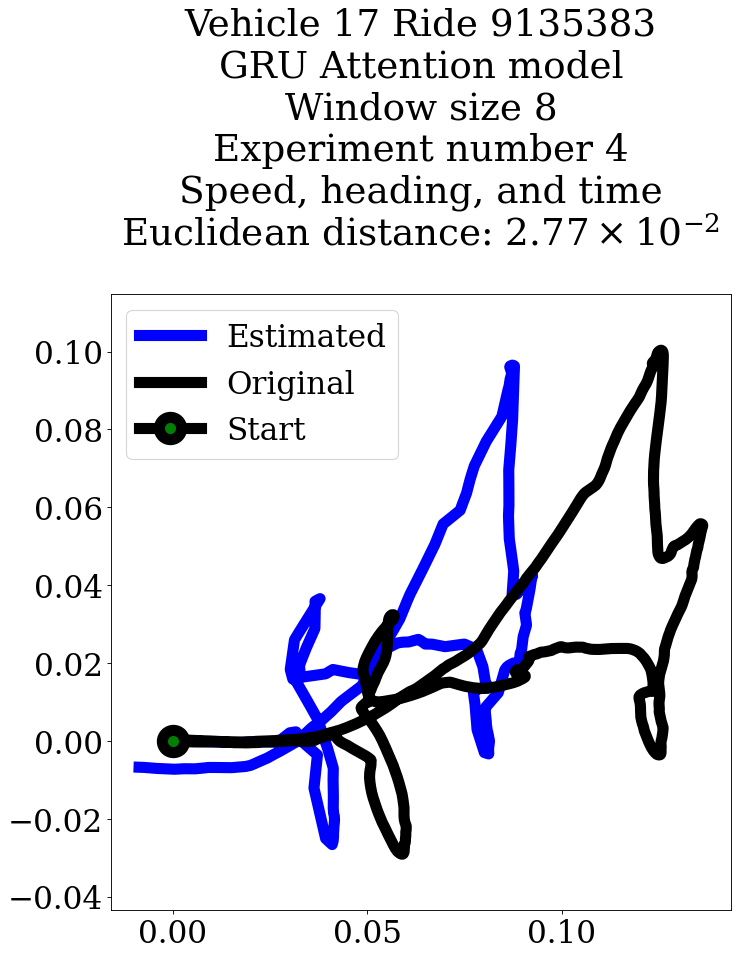 Vehicle 17 Ride 9135383
GRU Attention model
Window size 8
Experiment number 4
Speed, heading, and time
Euclidean distance: 2.77 × 10⁻²
Estimated
Original
Start
0.10
0.08
0.06
0.04
0.02
0.00
−0.02
−0.04
0.00 0.05 0.10